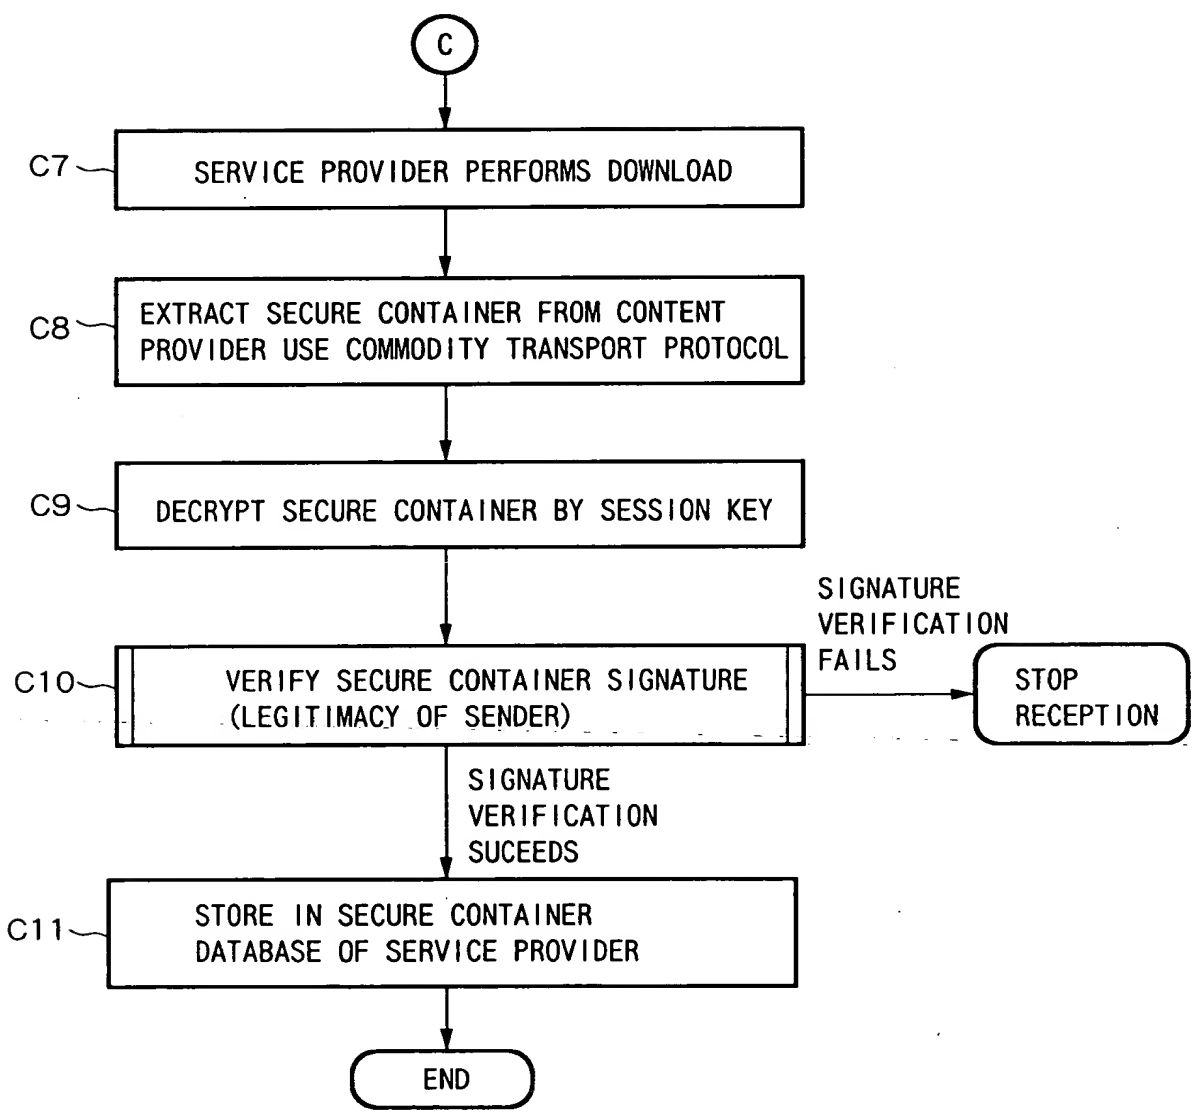 C
C7
SERVICE PROVIDER PERFORMS DOWNLOAD
C8
EXTRACT SECURE CONTAINER FROM CONTENT
PROVIDER USE COMMODITY TRANSPORT PROTOCOL
C9
DECRYPT SECURE CONTAINER BY SESSION KEY
SIGNATURE
VERIFICATION
FAILS
C10
VERIFY SECURE CONTAINER SIGNATURE
(LEGITIMACY OF SENDER)
STOP
RECEPTION
SIGNATURE
VERIFICATION
SUCEEDS
C11
STORE IN SECURE CONTAINER
DATABASE OF SERVICE PROVIDER
END